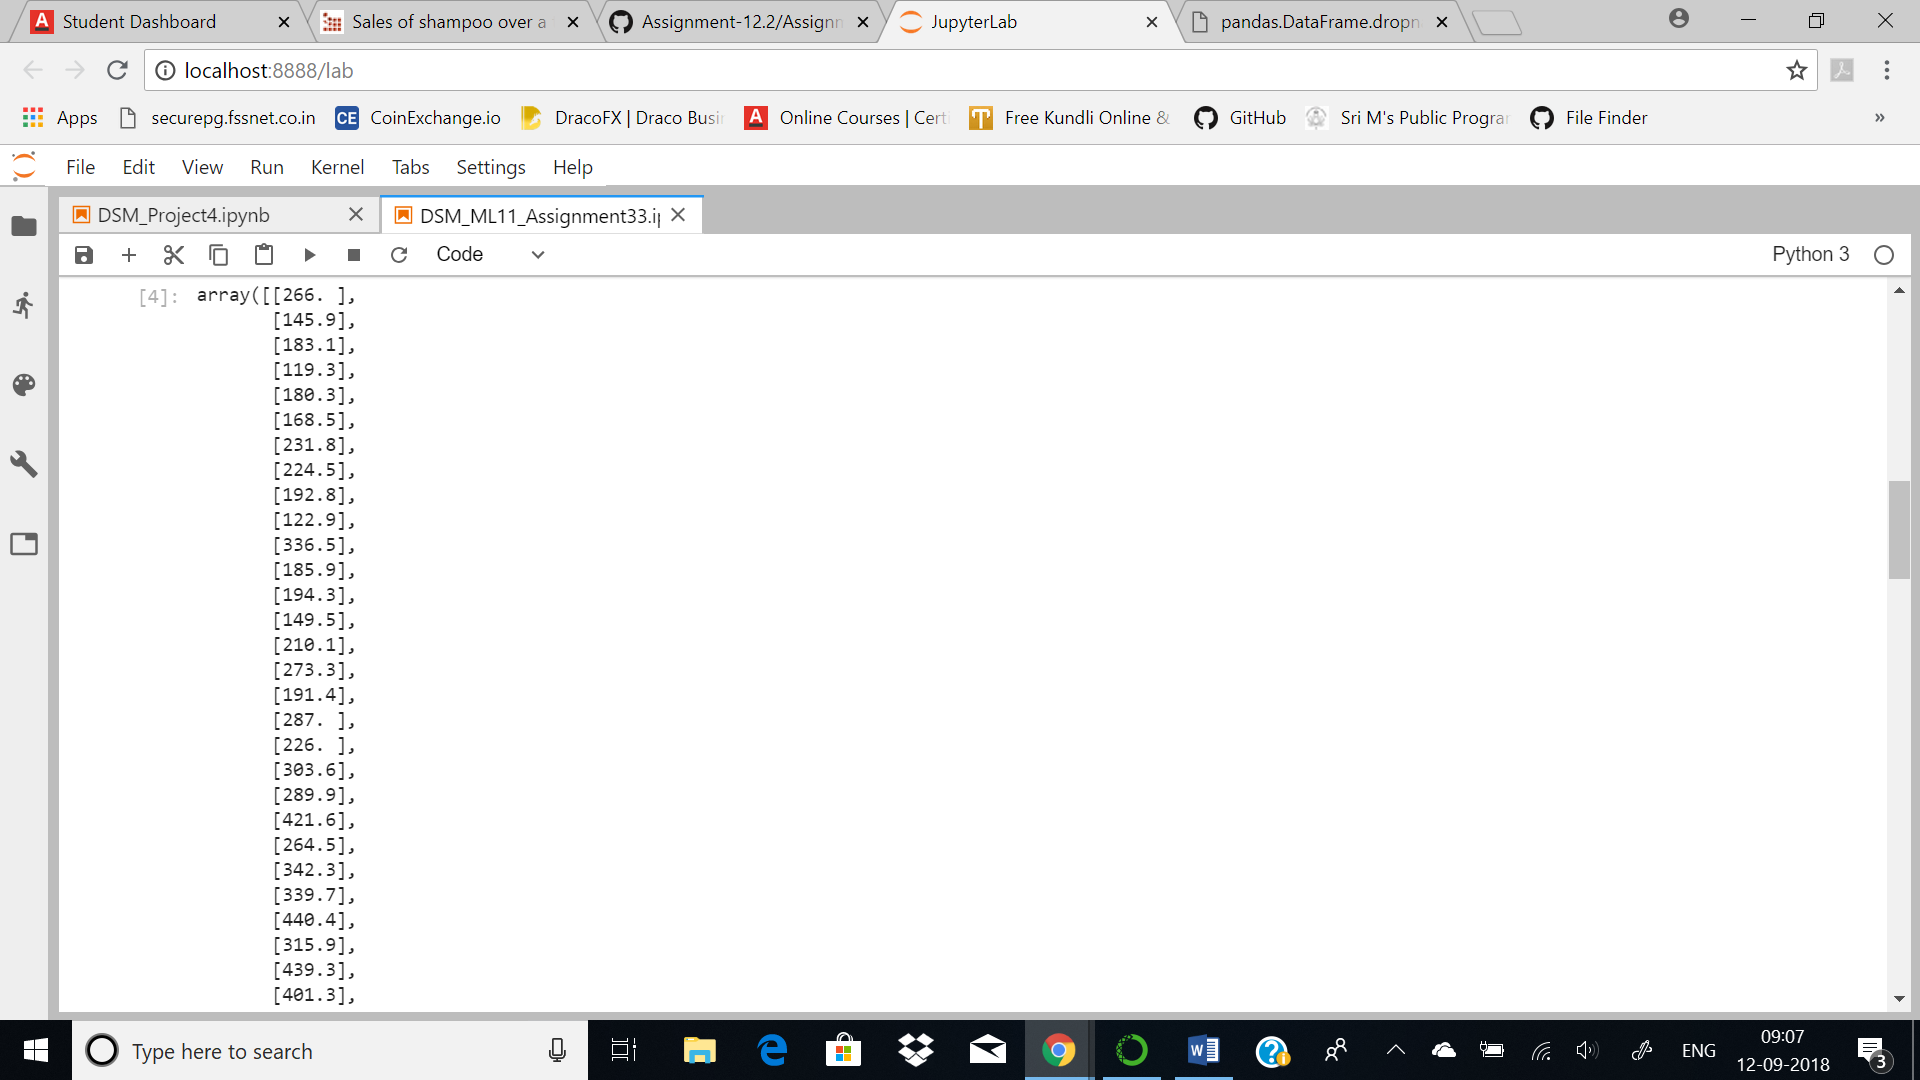 Student Dashboard
Sales of shampoo over a
Assignment-12.2/Assignn
JupyterLab
pandas.DataFrame.dropn
localhost:8888/lab
Apps
securepg.fssnet.co.in
CE CoinExchange.io
DracoFX | Draco Busi
A Online Courses | Certi
T Free Kundli Online &
GitHub
Sri M's Public Progra
File Finder
»
File Edit View Run Kernel Tabs Settings Help
DSM_Project4.ipynb
DSM_ML11_Assignment33.i
Code
Python 3
[4]: array([[266. ],
[145.9],
[183.1],
[119.3],
[180.3],
[168.5],
[231.8],
[224.5],
[192.8],
[122.9],
[336.5],
[185.9],
[194.3],
[149.5],
[210.1],
[273.3],
[191.4],
[287. ],
[226. ],
[303.6],
[289.9],
[421.6],
[264.5],
[342.3],
[339.7],
[440.4],
[315.9],
[439.3],
[401.3],
Type here to search
ENG
09:07
12-09-2018
3